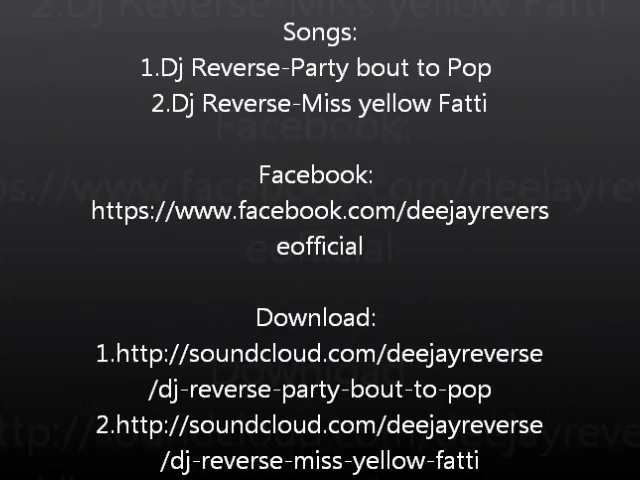 Songs:
1.Dj Reverse-Party bout to Pop
2.Dj Reverse-Miss yellow Fatti
Facebook:
https://www.facebook.com/deejayrevers
eofficial
Download:
1.http://soundcloud.com/deejayreverse
/dj-reverse-party-bout-to-pop
2.http://soundcloud.com/deejayreverse
/dj-reverse-miss-yellow-fatti